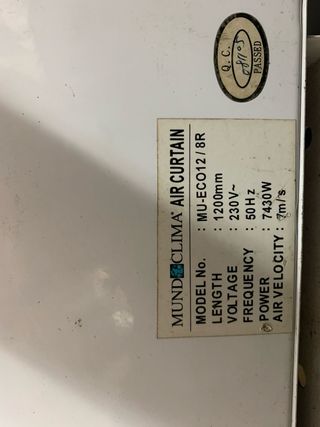 MUNDOCLIMA® AIR CURTAIN
MODEL No. : MU-ECO12 / 8R
LENGTH : 1200mm
VOLTAGE : 230V~
FREQUENCY : 50Hz
POWER : 7430W
AIR VELOCITY : 7m/s
Q.C.
PASSED